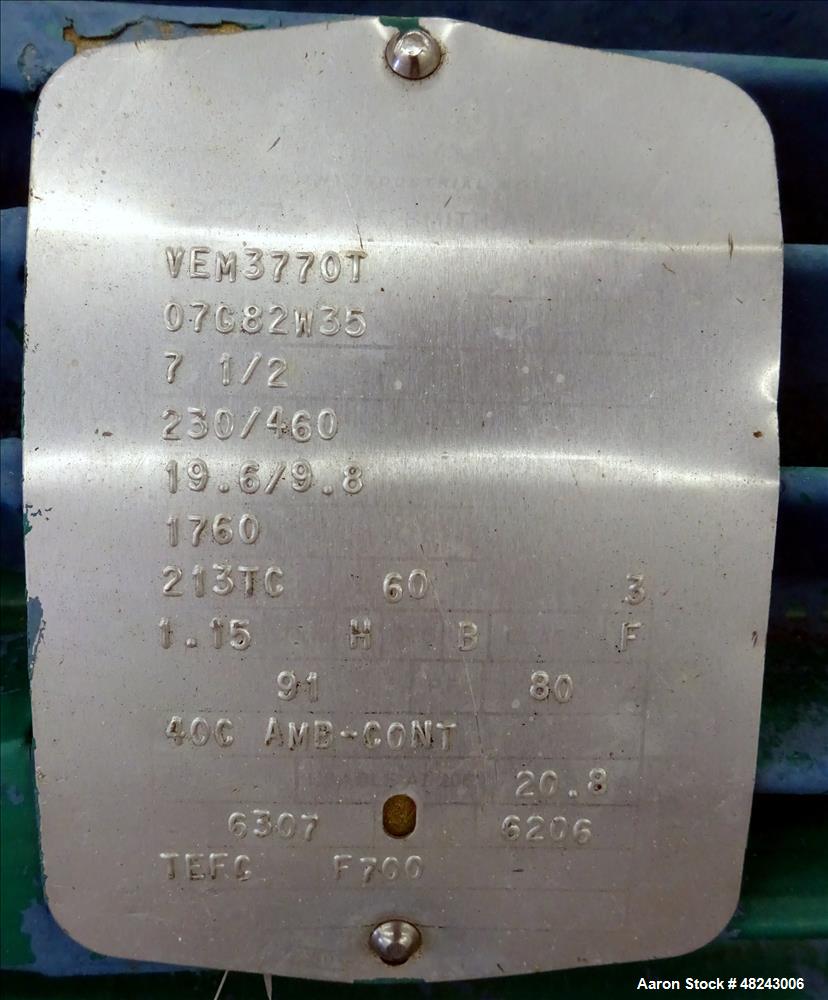 VEM3770T
07G82W35
7 1/2
230/460
19.6/9.8
1760
213TC 60 3
1.15 H B F
91 80
40C AMB-CONT
20.8
6307 6206
TEFC F700
Aaron Stock # 48243006